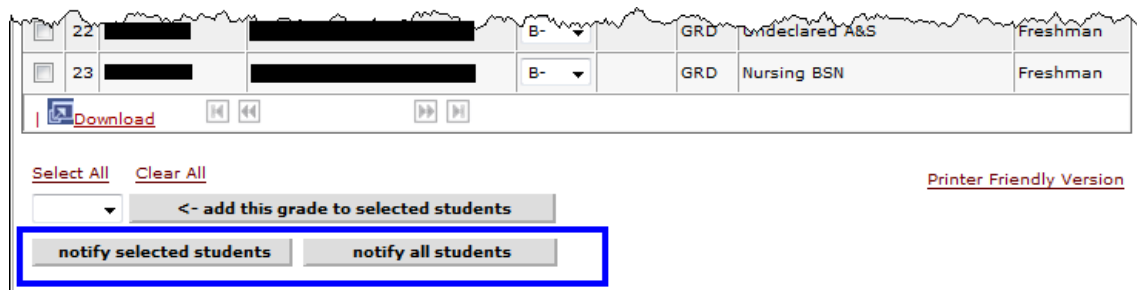 22 B- GRD Undeclared A&S Freshman
23 B- GRD Nursing BSN Freshman
| Download
Select All Clear All Printer Friendly Version
<- add this grade to selected students
notify selected students notify all students